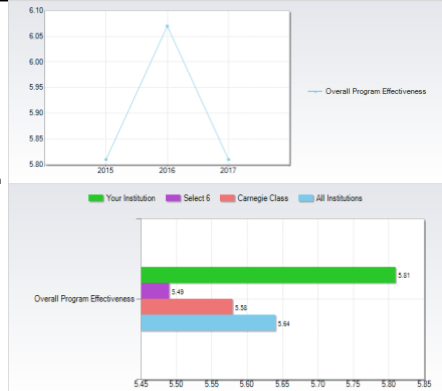 6.10
6.05
6.00
5.95
5.90
5.85
5.80
2015 2016 2017
Overall Program Effectiveness
Your Institution Select 6 Carnegie Class All Institutions
Overall Program Effectiveness
5.81
5.49
5.58
5.64
5.45 5.50 5.55 5.60 5.65 5.70 5.75 5.80 5.85